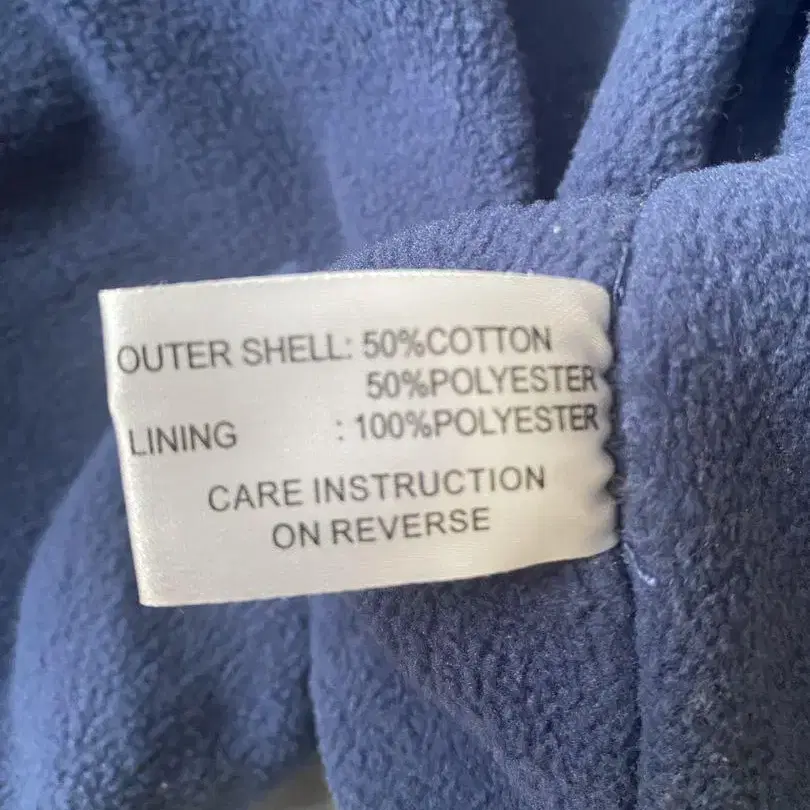 OUTER SHELL: 50%COTTON
50%POLYESTER
LINING : 100%POLYESTER
CARE INSTRUCTION
ON REVERSE